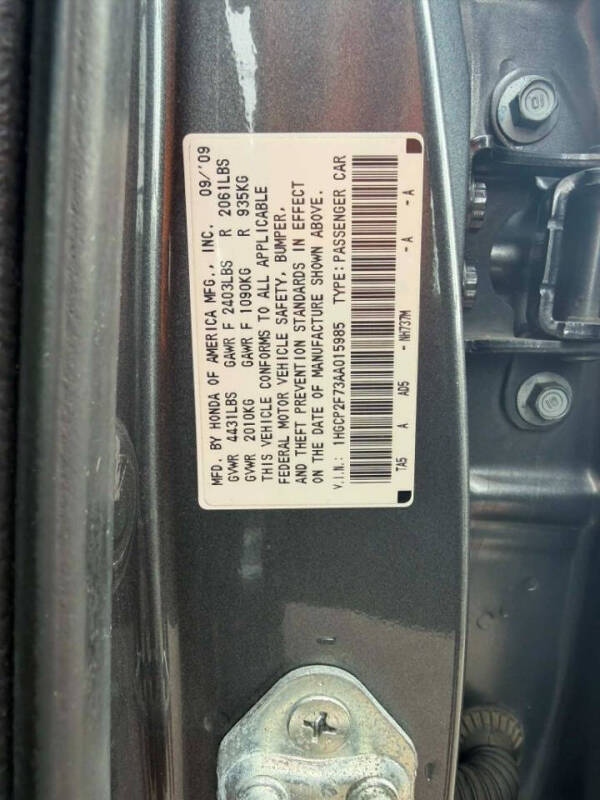 MFD. BY HONDA OF AMERICA MFG., INC. 09/'09
GVWR 4431LBS GAWR F 2403LBS R 2061LBS
GVWR 2010KG GAWR F 1090KG R 935KG
THIS VEHICLE CONFORMS TO ALL APPLICABLE
FEDERAL MOTOR VEHICLE SAFETY, BUMPER,
AND THEFT PREVENTION STANDARDS IN EFFECT
ON THE DATE OF MANUFACTURE SHOWN ABOVE.
V.I.N.: 1HGCP2F73AA015985 TYPE: PASSENGER CAR
TA5 A AD5 - NH737M - A - A